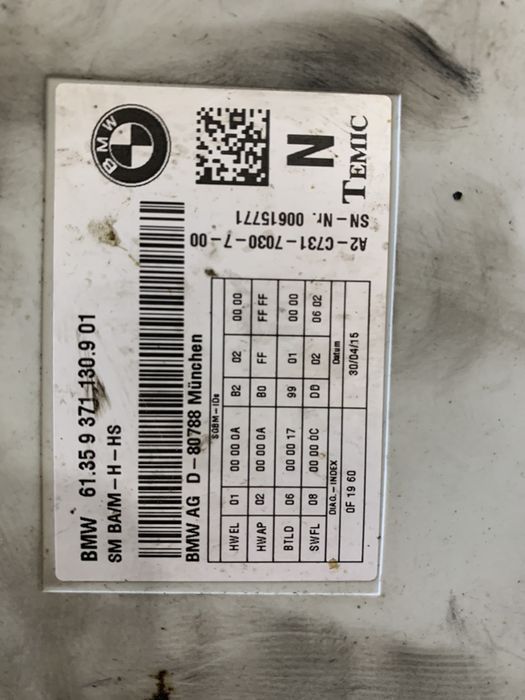 BMW 61.35 9 371 130.9 01
SM BA/M-H-HS
BMW AG D-80788 München
SGBM-IDs
HWEL 01 00 00 0A B2 02 00 00
HWAP 02 00 00 0A B0 FF FF FF
BTLD 06 00 00 17 99 01 00 00
SWFL 08 00 00 0C DD 02 06 02
DIAG.-INDEX Datum
0F 19 60 30/04/15
BMW
N
TEMIC
SN-Nr. 00615771
A2-C731-7030-7-00